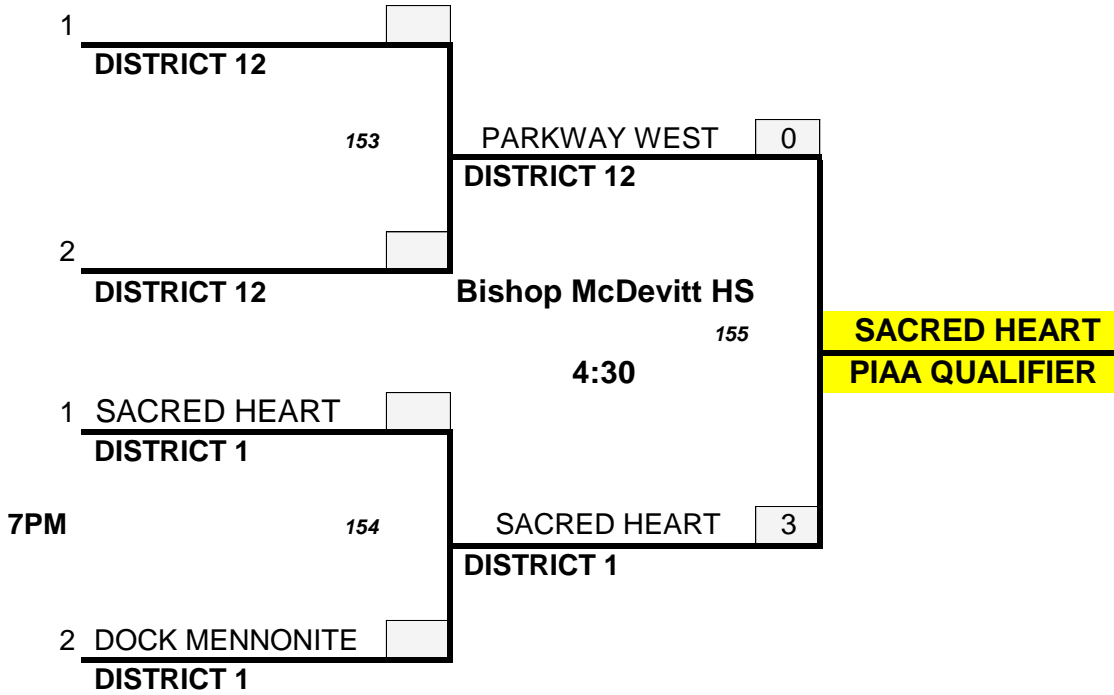 1
DISTRICT 12
153
PARKWAY WEST 0
DISTRICT 12
2
DISTRICT 12
Bishop McDevitt HS
155
SACRED HEART
4:30
PIAA QUALIFIER
1 SACRED HEART
DISTRICT 1
7PM 154
SACRED HEART 3
DISTRICT 1
2 DOCK MENNONITE
DISTRICT 1